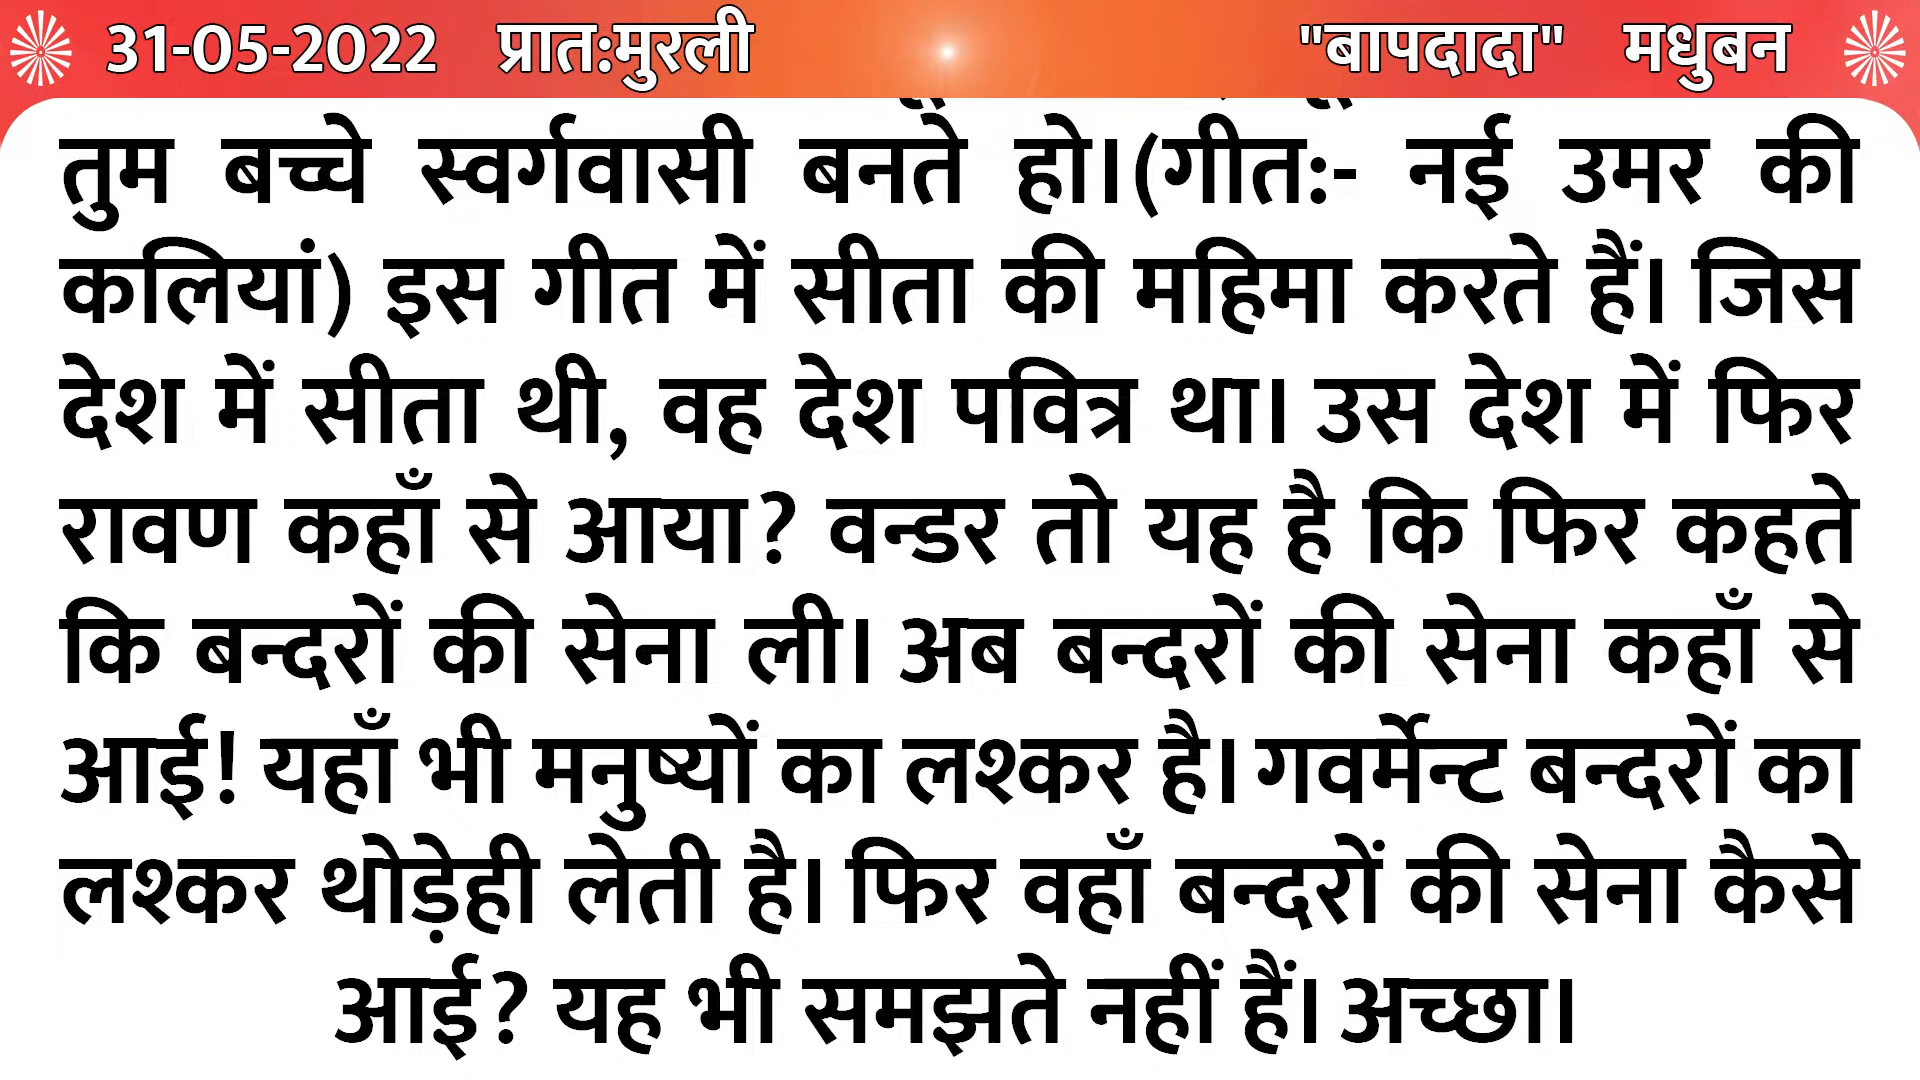 31-05-2022 प्रात:मुरली "बापदादा" मधुबन
तुम बच्चे स्वर्गवासी बनते हो।(गीत:- नई उमर की
कलियां) इस गीत में सीता की महिमा करते हैं। जिस
देश में सीता थी, वह देश पवित्र था। उस देश में फिर
रावण कहाँ से आया? वन्डर तो यह है कि फिर कहते
कि बन्दरों की सेना ली। अब बन्दरों की सेना कहाँ से
आई! यहाँ भी मनुष्यों का लश्कर है। गवर्मेन्ट बन्दरों का
लश्कर थोड़ेही लेती है। फिर वहाँ बन्दरों की सेना कैसे
आई? यह भी समझते नहीं हैं। अच्छा।